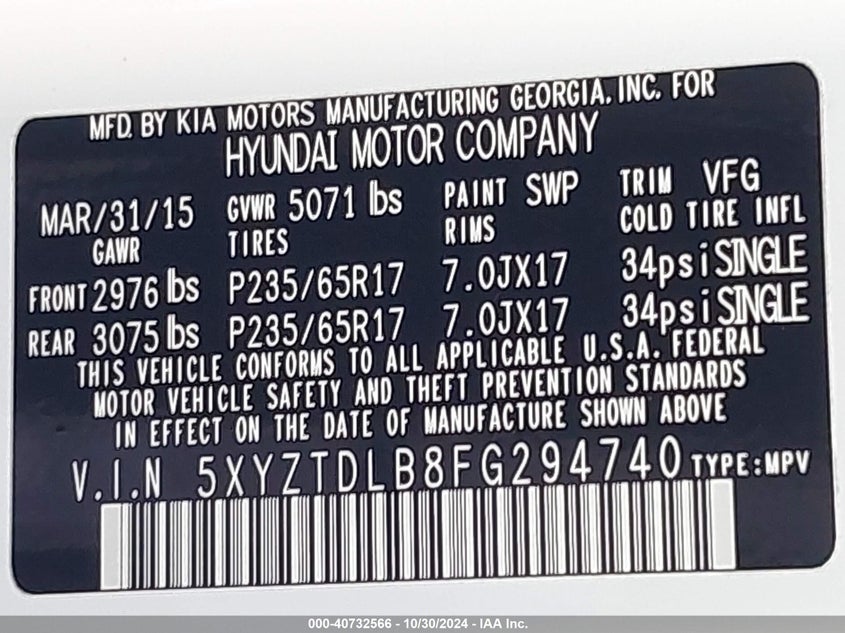 MFD. BY KIA MOTORS MANUFACTURING GEORGIA, INC. FOR
HYUNDAI MOTOR COMPANY
MAR/31/15 GVWR 5071 lbs PAINT SWP TRIM VFG
GAWR TIRES RIMS COLD TIRE INFL
FRONT 2976 lbs P235/65R17 7.0JX17 34psi SINGLE
REAR 3075 lbs P235/65R17 7.0JX17 34psi SINGLE
THIS VEHICLE CONFORMS TO ALL APPLICABLE U.S.A. FEDERAL
MOTOR VEHICLE SAFETY AND THEFT PREVENTION STANDARDS
IN EFFECT ON THE DATE OF MANUFACTURE SHOWN ABOVE
V.I.N 5XYZTDLB8FG294740 TYPE:MPV
000-40732566 - 10/30/2024 - IAA Inc.